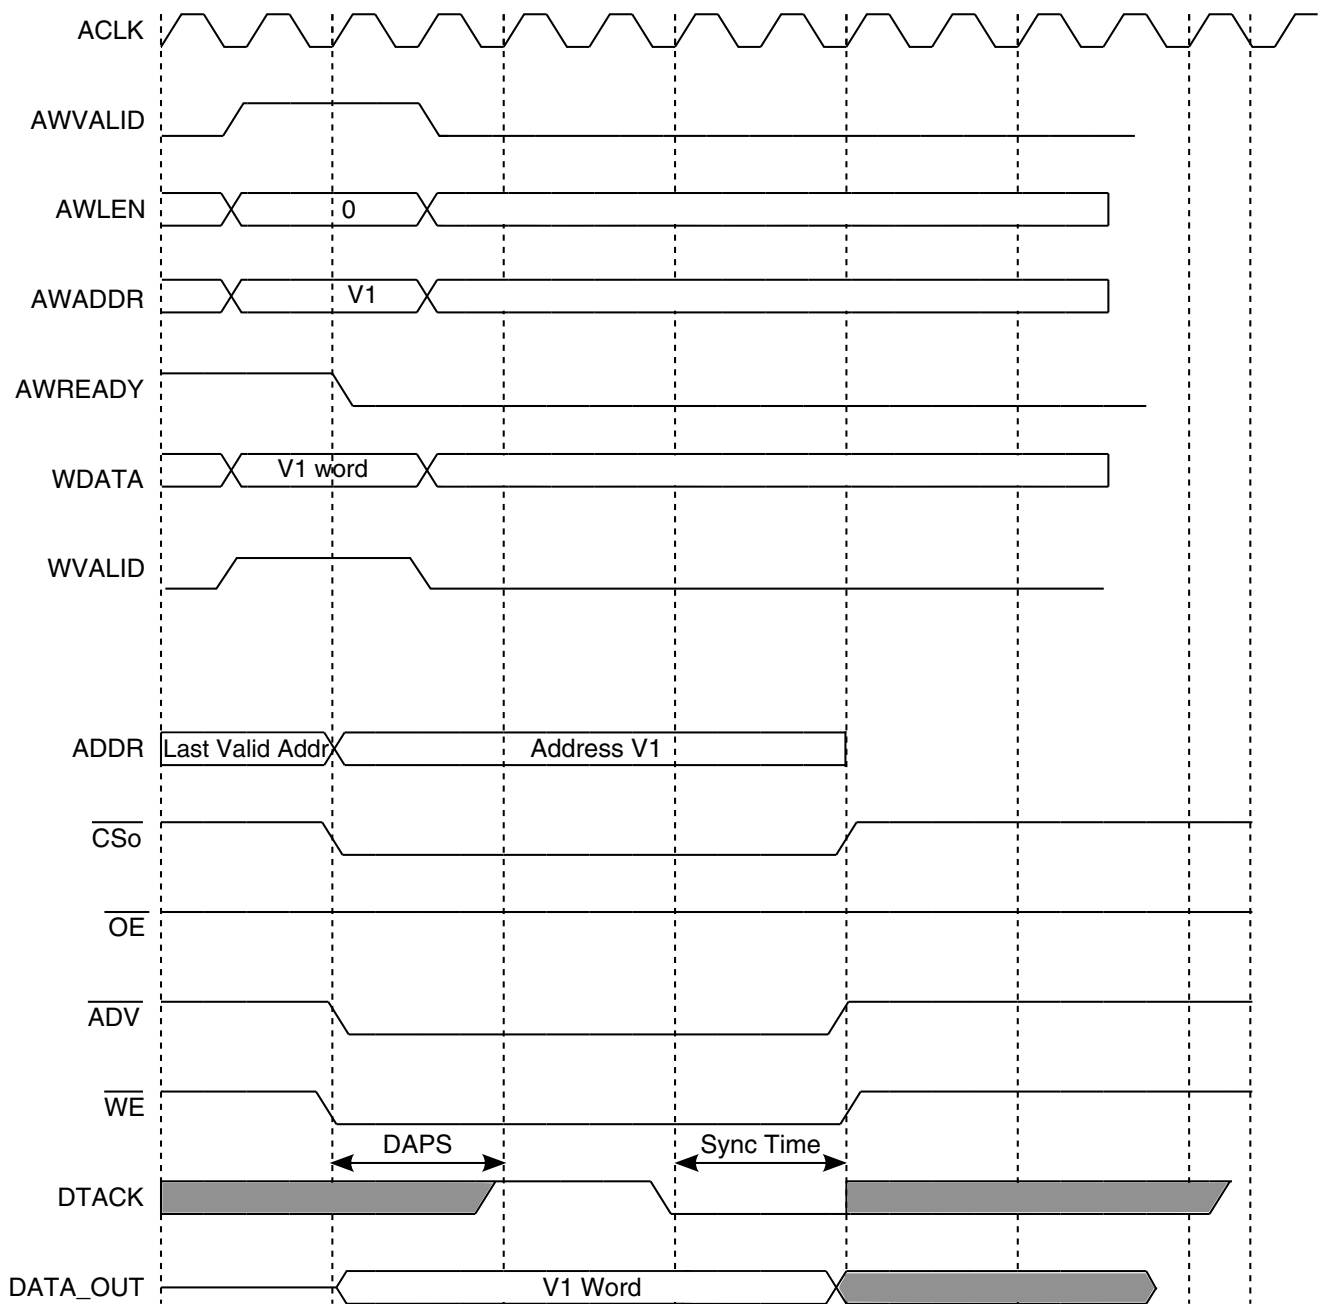 ACLK
AWVALID
AWLEN 0
AWADDR V1
AWREADY
WDATA V1 word
WVALID
ADDR Last Valid Addr Address V1
CSo
OE
ADV
WE
DAPS Sync Time
DTACK
DATA_OUT V1 Word